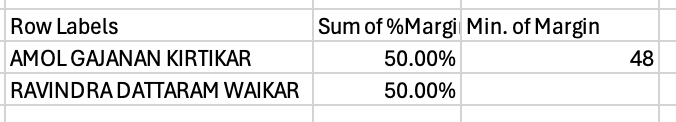 Row Labels Sum of %Margi Min. of Margin
AMOL GAJANAN KIRTIKAR 50.00% 48
RAVINDRA DATTARAM WAIKAR 50.00%